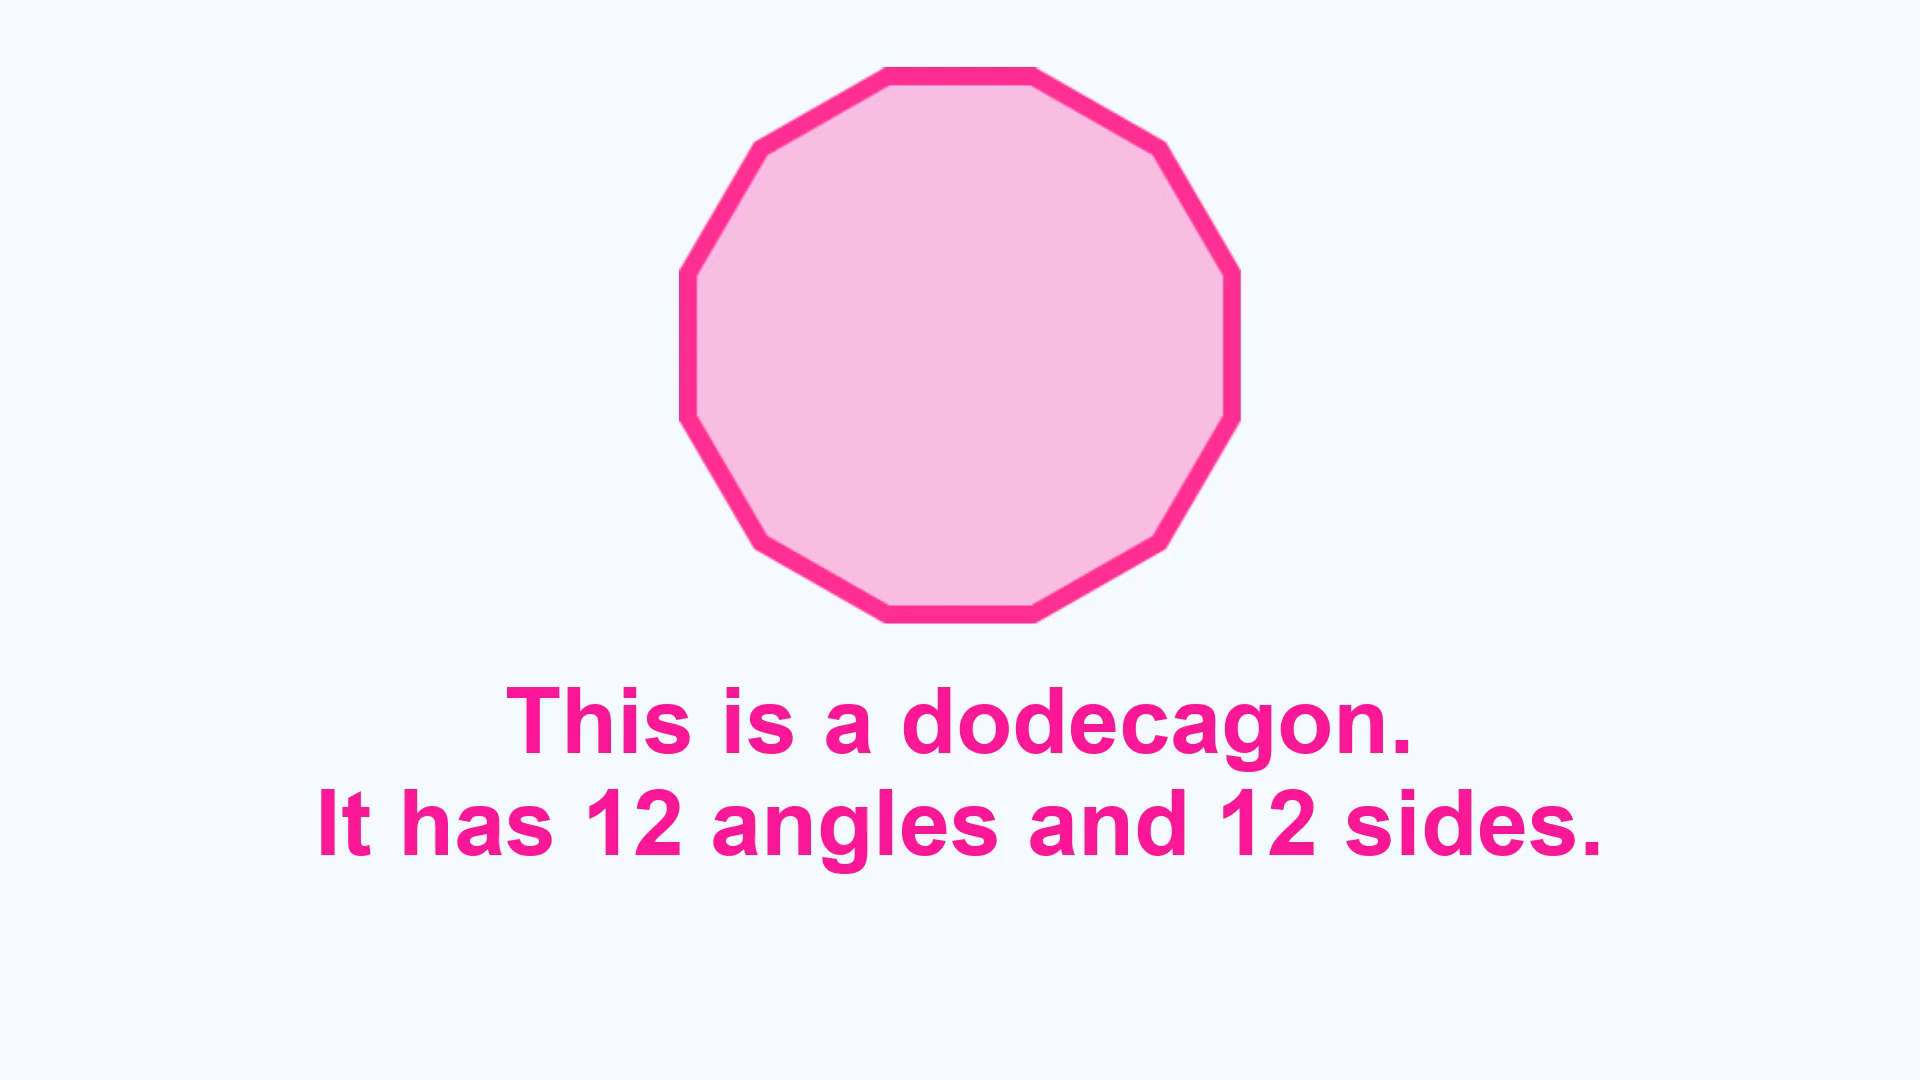 This is a dodecagon.
It has 12 angles and 12 sides.